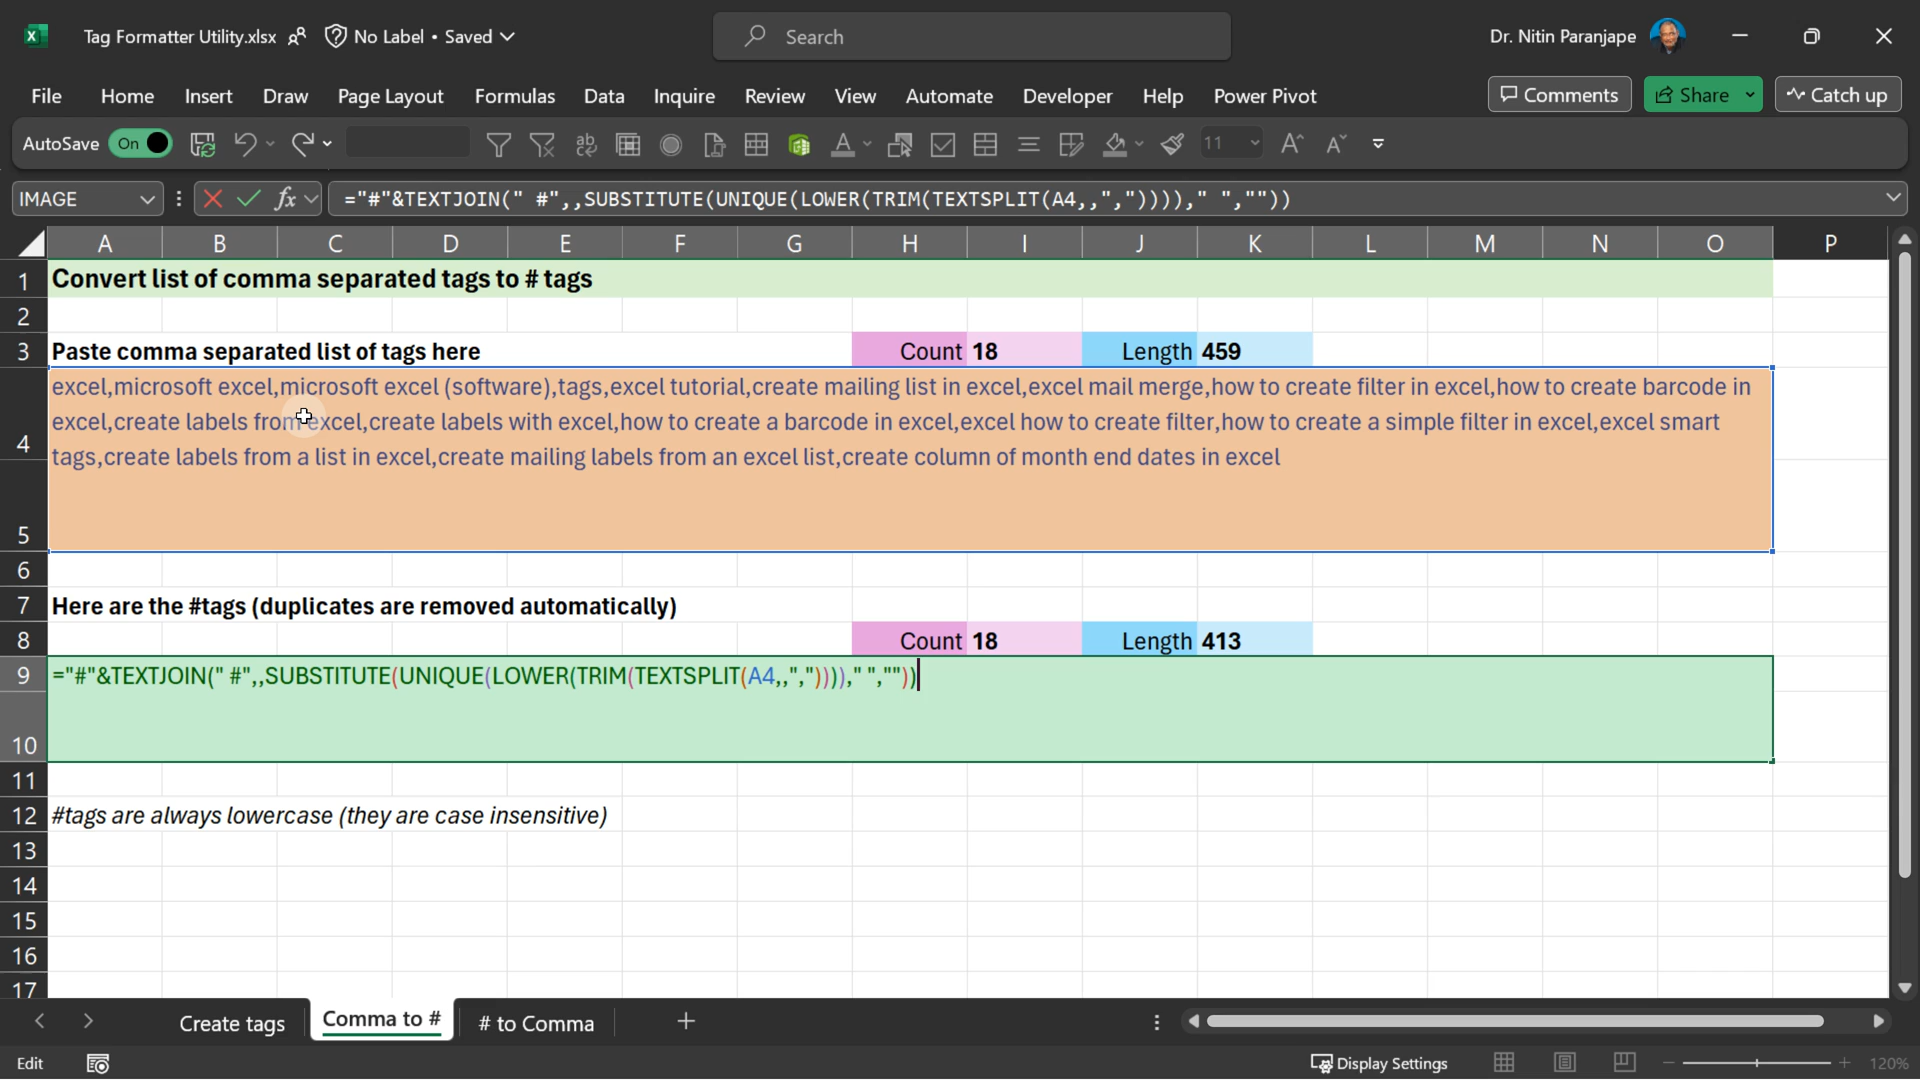 Tag Formatter Utility.xlsx No Label • Saved Search Dr. Nitin Paranjape
File Home Insert Draw Page Layout Formulas Data Inquire Review View Automate Developer Help Power Pivot Comments Share Catch up
AutoSave On 11
IMAGE fx ="#"&TEXTJOIN(" #",,SUBSTITUTE(UNIQUE(LOWER(TRIM(TEXTSPLIT(A4,,","))))," ",""))
A B C D E F G H I J K L M N O P
1 Convert list of comma separated tags to # tags
2
3 Paste comma separated list of tags here Count 18 Length 459
excel,microsoft excel,microsoft excel (software),tags,excel tutorial,create mailing list in excel,excel mail merge,how to create filter in excel,how to create barcode in
excel,create labels from excel,create labels with excel,how to create a barcode in excel,excel how to create filter,how to create a simple filter in excel,excel smart
4 tags,create labels from a list in excel,create mailing labels from an excel list,create column of month end dates in excel
5
6
7 Here are the #tags (duplicates are removed automatically)
8 Count 18 Length 413
9 ="#"&TEXTJOIN(" #",,SUBSTITUTE(UNIQUE(LOWER(TRIM(TEXTSPLIT(A4,,","))))," ",""))
10
11
12 #tags are always lowercase (they are case insensitive)
13
14
15
16
17
Create tags Comma to # # to Comma
Edit Display Settings 120%